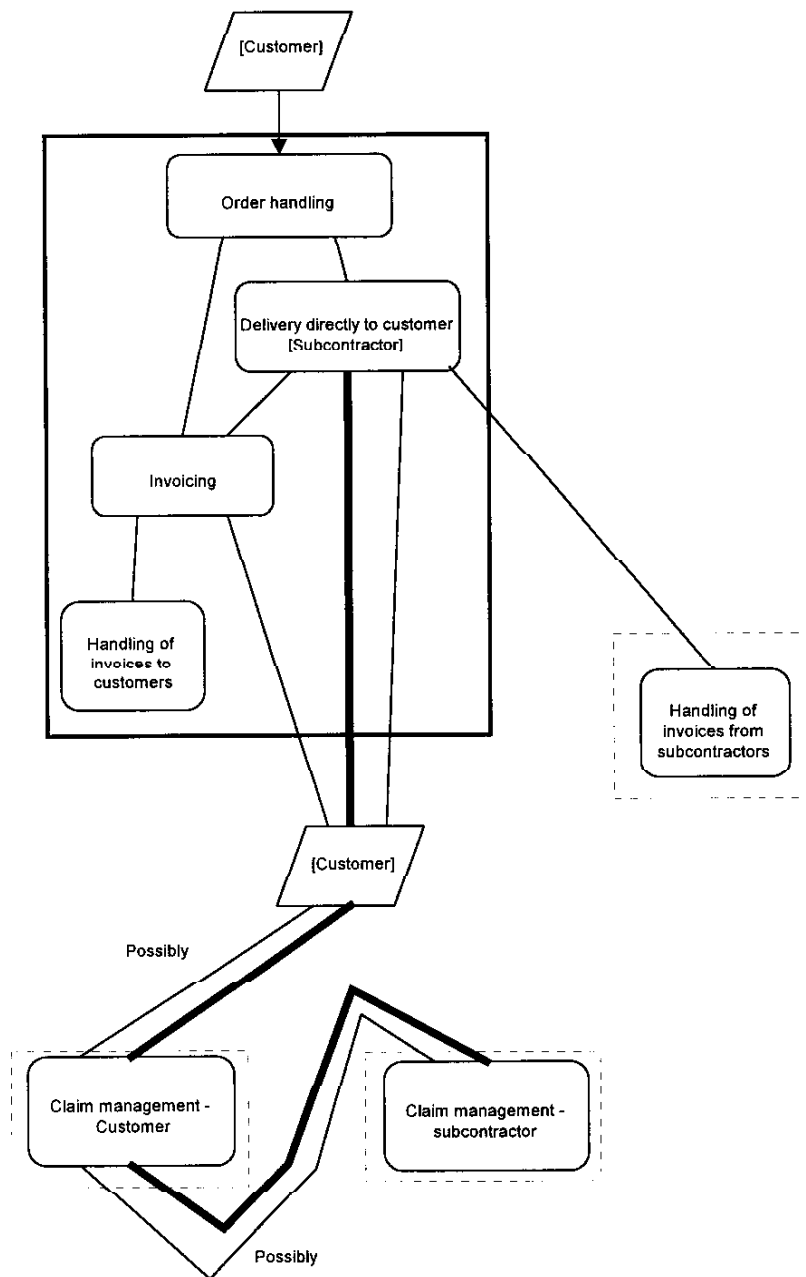 [Customer]
Order handling
Delivery directly to customer
[Subcontractor]
Invoicing
Handling of
invoices to
customers
Handling of
invoices from
subcontractors
[Customer]
Possibly
Claim management -
Customer
Claim management -
subcontractor
Possibly